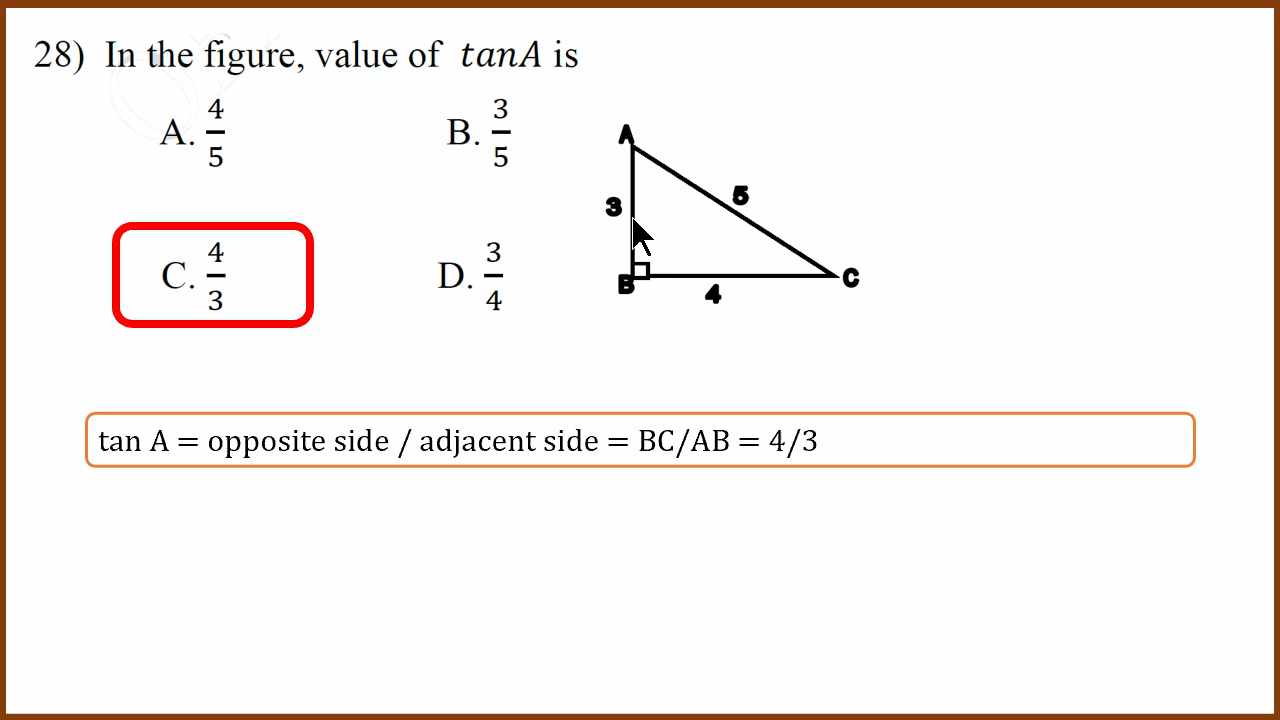 28) In the figure, value of tanA is
A. 4/5 B. 3/5
C. 4/3 D. 3/4
A
3
5
B
4
C
tan A = opposite side / adjacent side = BC/AB = 4/3